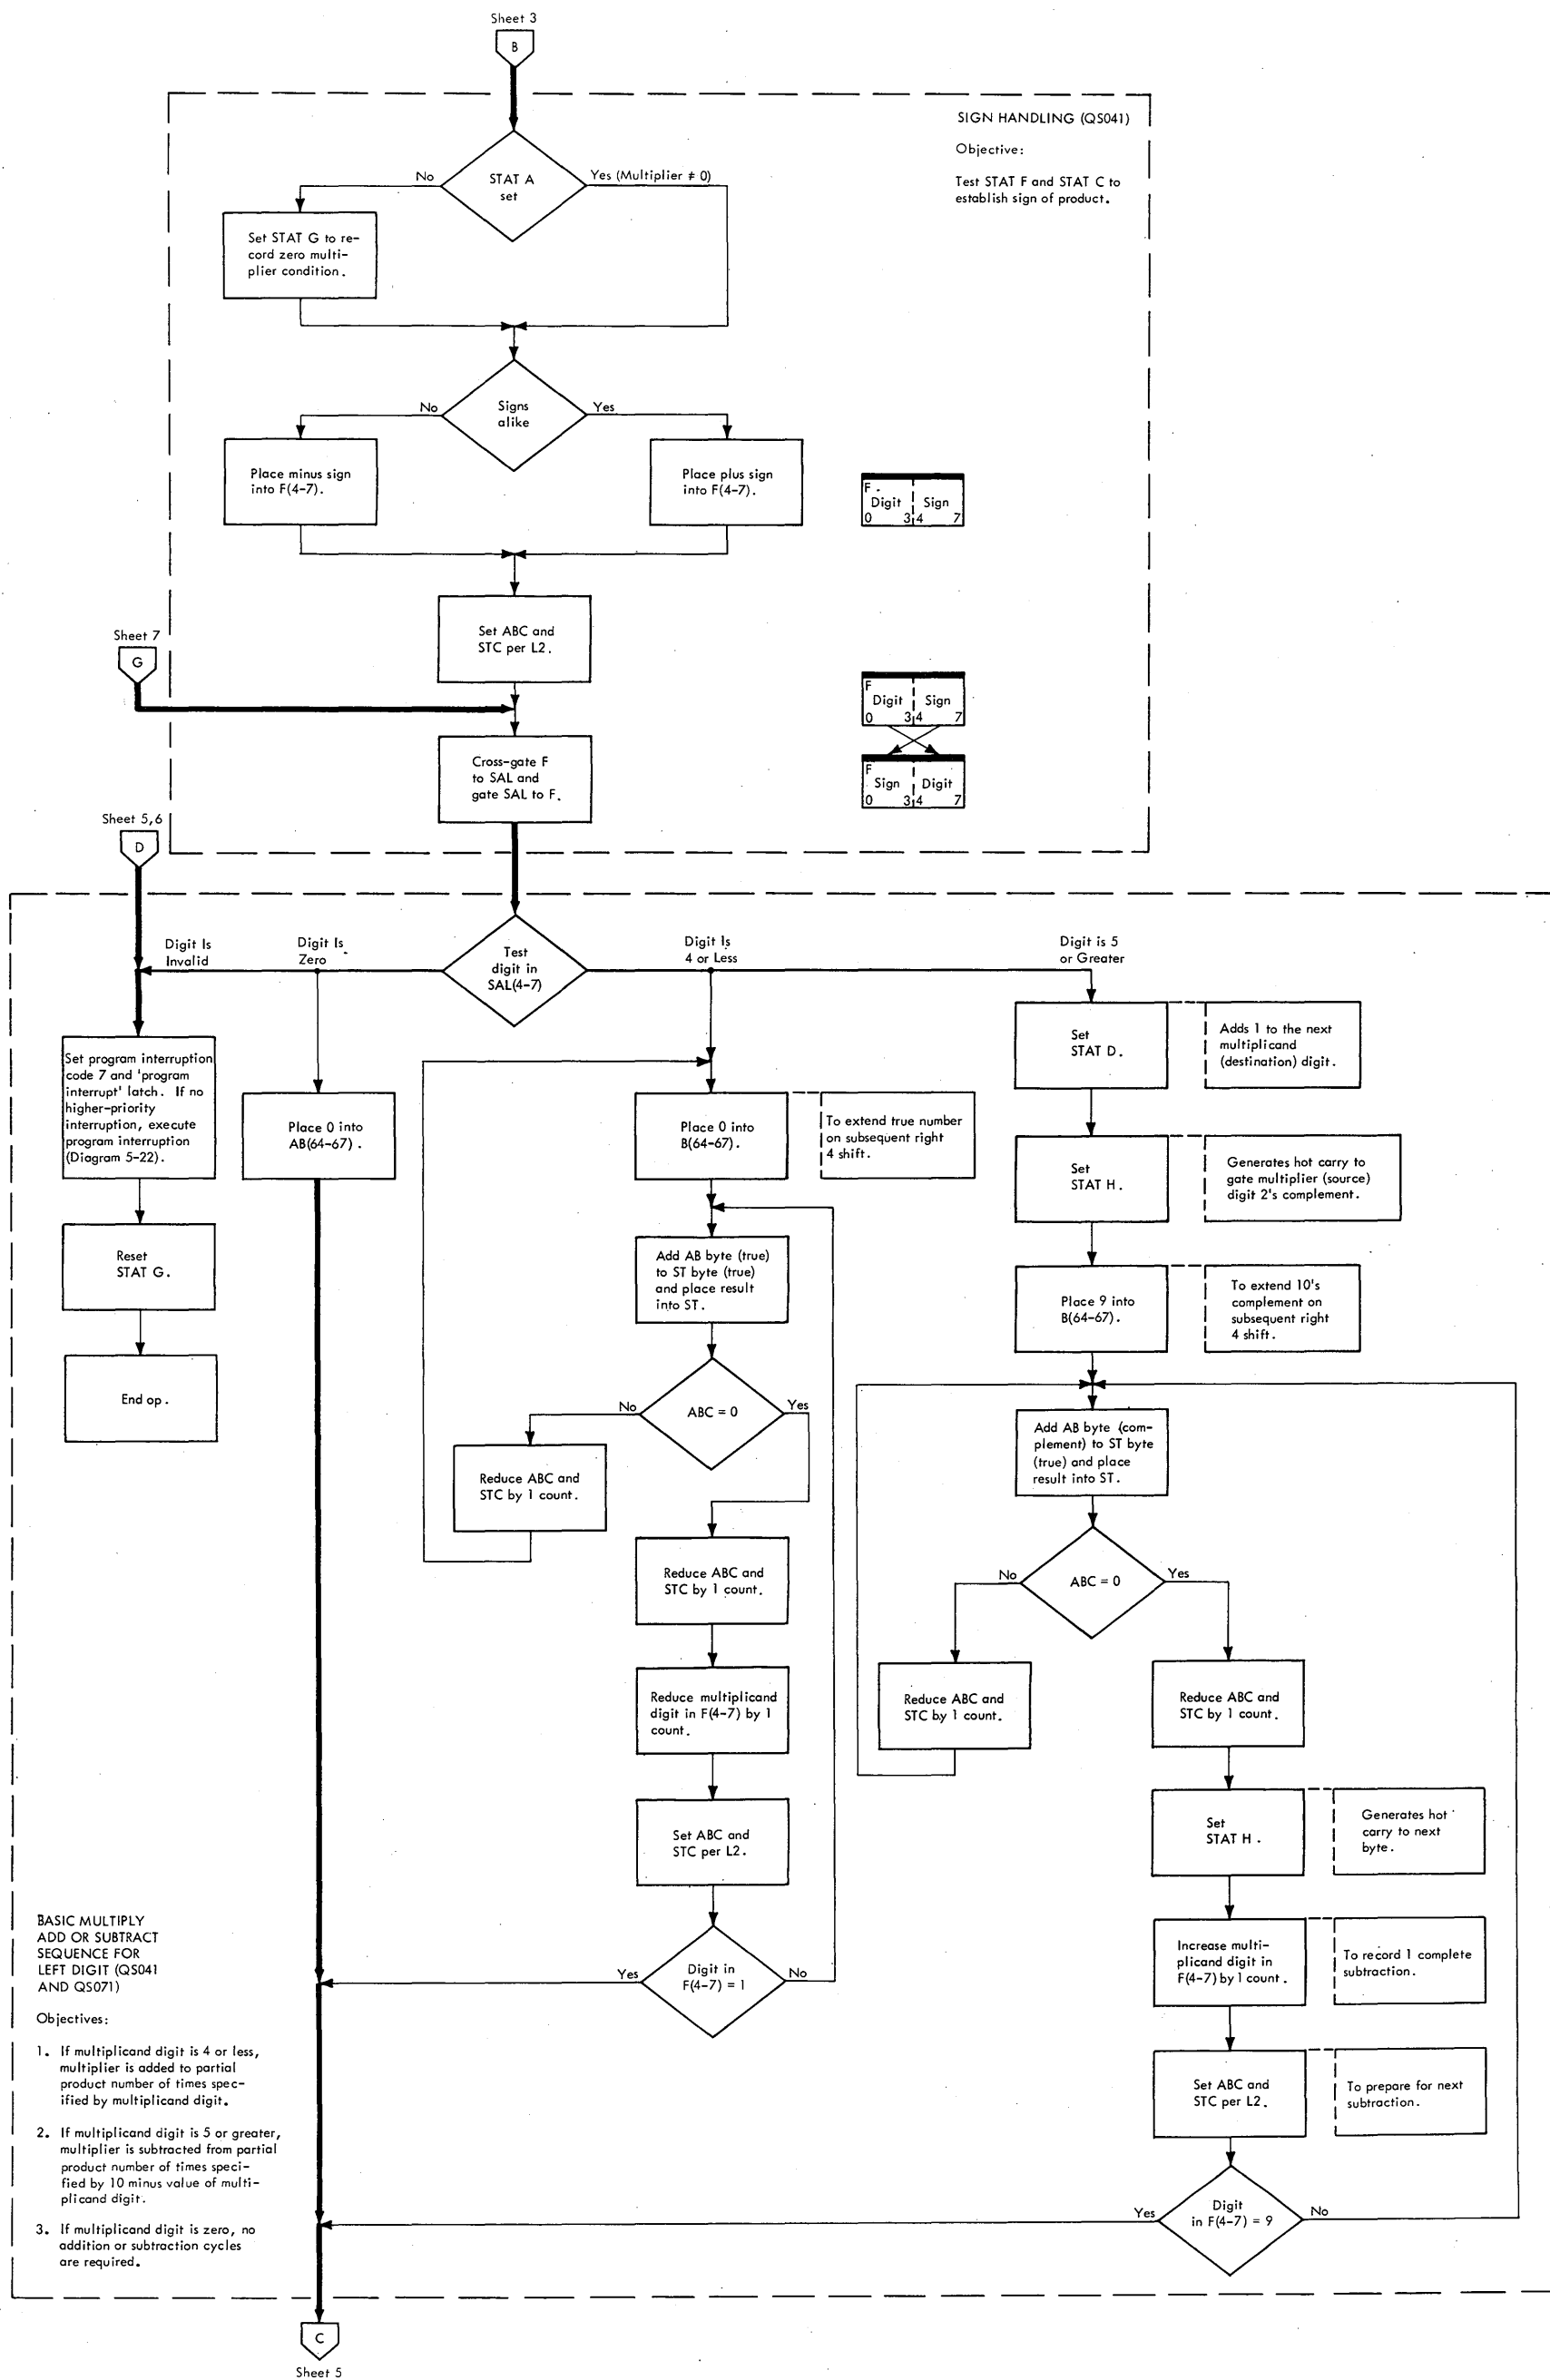 Sheet 3
B
SIGN HANDLING (QS041)
Objective:
Test STAT F and STAT C to
establish sign of product.
No
STAT A
set
Yes (Multiplier ≠ 0)
Set STAT G to re-
cord zero multi-
plier condition.
No
Signs
alike
Yes
Place minus sign
into F(4-7).
Place plus sign
into F(4-7).
F
Digit Sign
0 3 4 7
Set ABC and
STC per L2.
Sheet 7
G
F
Digit Sign
0 3 4 7
Cross-gate F
to SAL and
gate SAL to F.
F
Sign Digit
0 3 4 7
Sheet 5,6
D
Digit Is
Invalid
Digit Is
Zero
Test
digit in
SAL(4-7)
Digit Is
4 or Less
Digit is 5
or Greater
Set program interruption
code 7 and 'program
interrupt' latch. If no
higher-priority
interruption, execute
program interruption
(Diagram 5-22).
Reset
STAT G.
End op.
Place 0 into
AB(64-67).
Place 0 into
B(64-67).
To extend true number
on subsequent right
4 shift.
Add AB byte (true)
to ST byte (true)
and place result
into ST.
No
ABC = 0
Yes
Reduce ABC and
STC by 1 count.
Reduce ABC and
STC by 1 count.
Reduce multiplicand
digit in F(4-7) by 1
count.
Set ABC and
STC per L2.
Yes
Digit in
F(4-7) = 1
No
Set
STAT D.
Adds 1 to the next
multiplicand
(destination) digit.
Set
STAT H.
Generates hot carry to
gate multiplier (source)
digit 2's complement.
Place 9 into
B(64-67).
To extend 10's
complement on
subsequent right
4 shift.
Add AB byte (com-
plement) to ST byte
(true) and place
result into ST.
No
ABC = 0
Yes
Reduce ABC and
STC by 1 count.
Reduce ABC and
STC by 1 count.
Set
STAT H.
Generates hot
carry to next
byte.
Increase multi-
plicand digit in
F(4-7) by 1 count.
To record 1 complete
subtraction.
Set ABC and
STC per L2.
To prepare for next
subtraction.
Yes
Digit
in F(4-7) = 9
No
BASIC MULTIPLY
ADD OR SUBTRACT
SEQUENCE FOR
LEFT DIGIT (QS041
AND QS071)
Objectives:
1. If multiplicand digit is 4 or less,
multiplier is added to partial
product number of times spec-
ified by multiplicand digit.
2. If multiplicand digit is 5 or greater,
multiplier is subtracted from partial
product number of times speci-
fied by 10 minus value of multi-
plicand digit.
3. If multiplicand digit is zero, no
addition or subtraction cycles
are required.
C
Sheet 5